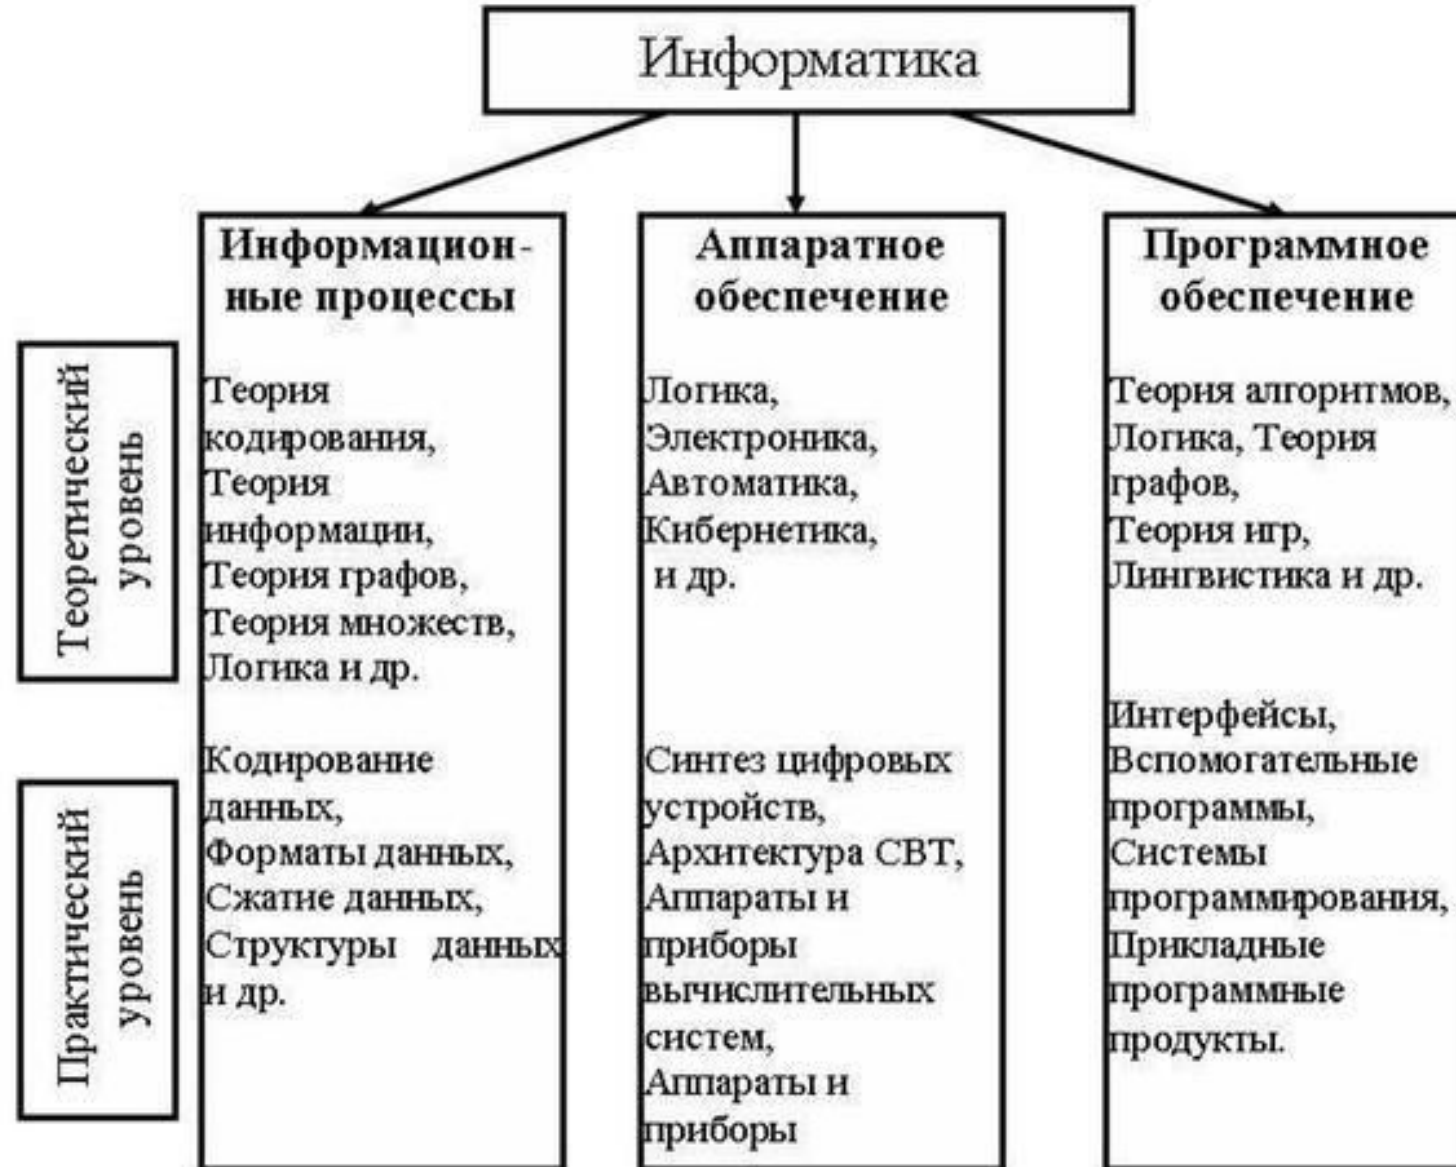 Информатика
Информацион-
ные процессы
Теория
кодирования,
Теория
информации,
Теория графов,
Теория множеств,
Логика и др.
Кодирование
данных,
Форматы данных,
Сжатие данных,
Структуры данных
и др.
Аппаратное
обеспечение
Логика,
Электроника,
Автоматика,
Кибернетика,
и др.
Синтез цифровых
устройств,
Архитектура СВТ,
Аппараты и
приборы
вычислительных
систем,
Аппараты и
приборы
Программное
обеспечение
Теория алгоритмов,
Логика, Теория
графов,
Теория игр,
Лингвистика и др.
Интерфейсы,
Вспомогательные
программы,
Системы
программирования,
Прикладные
программные
продукты.
Теоретический
уровень
Практический
уровень